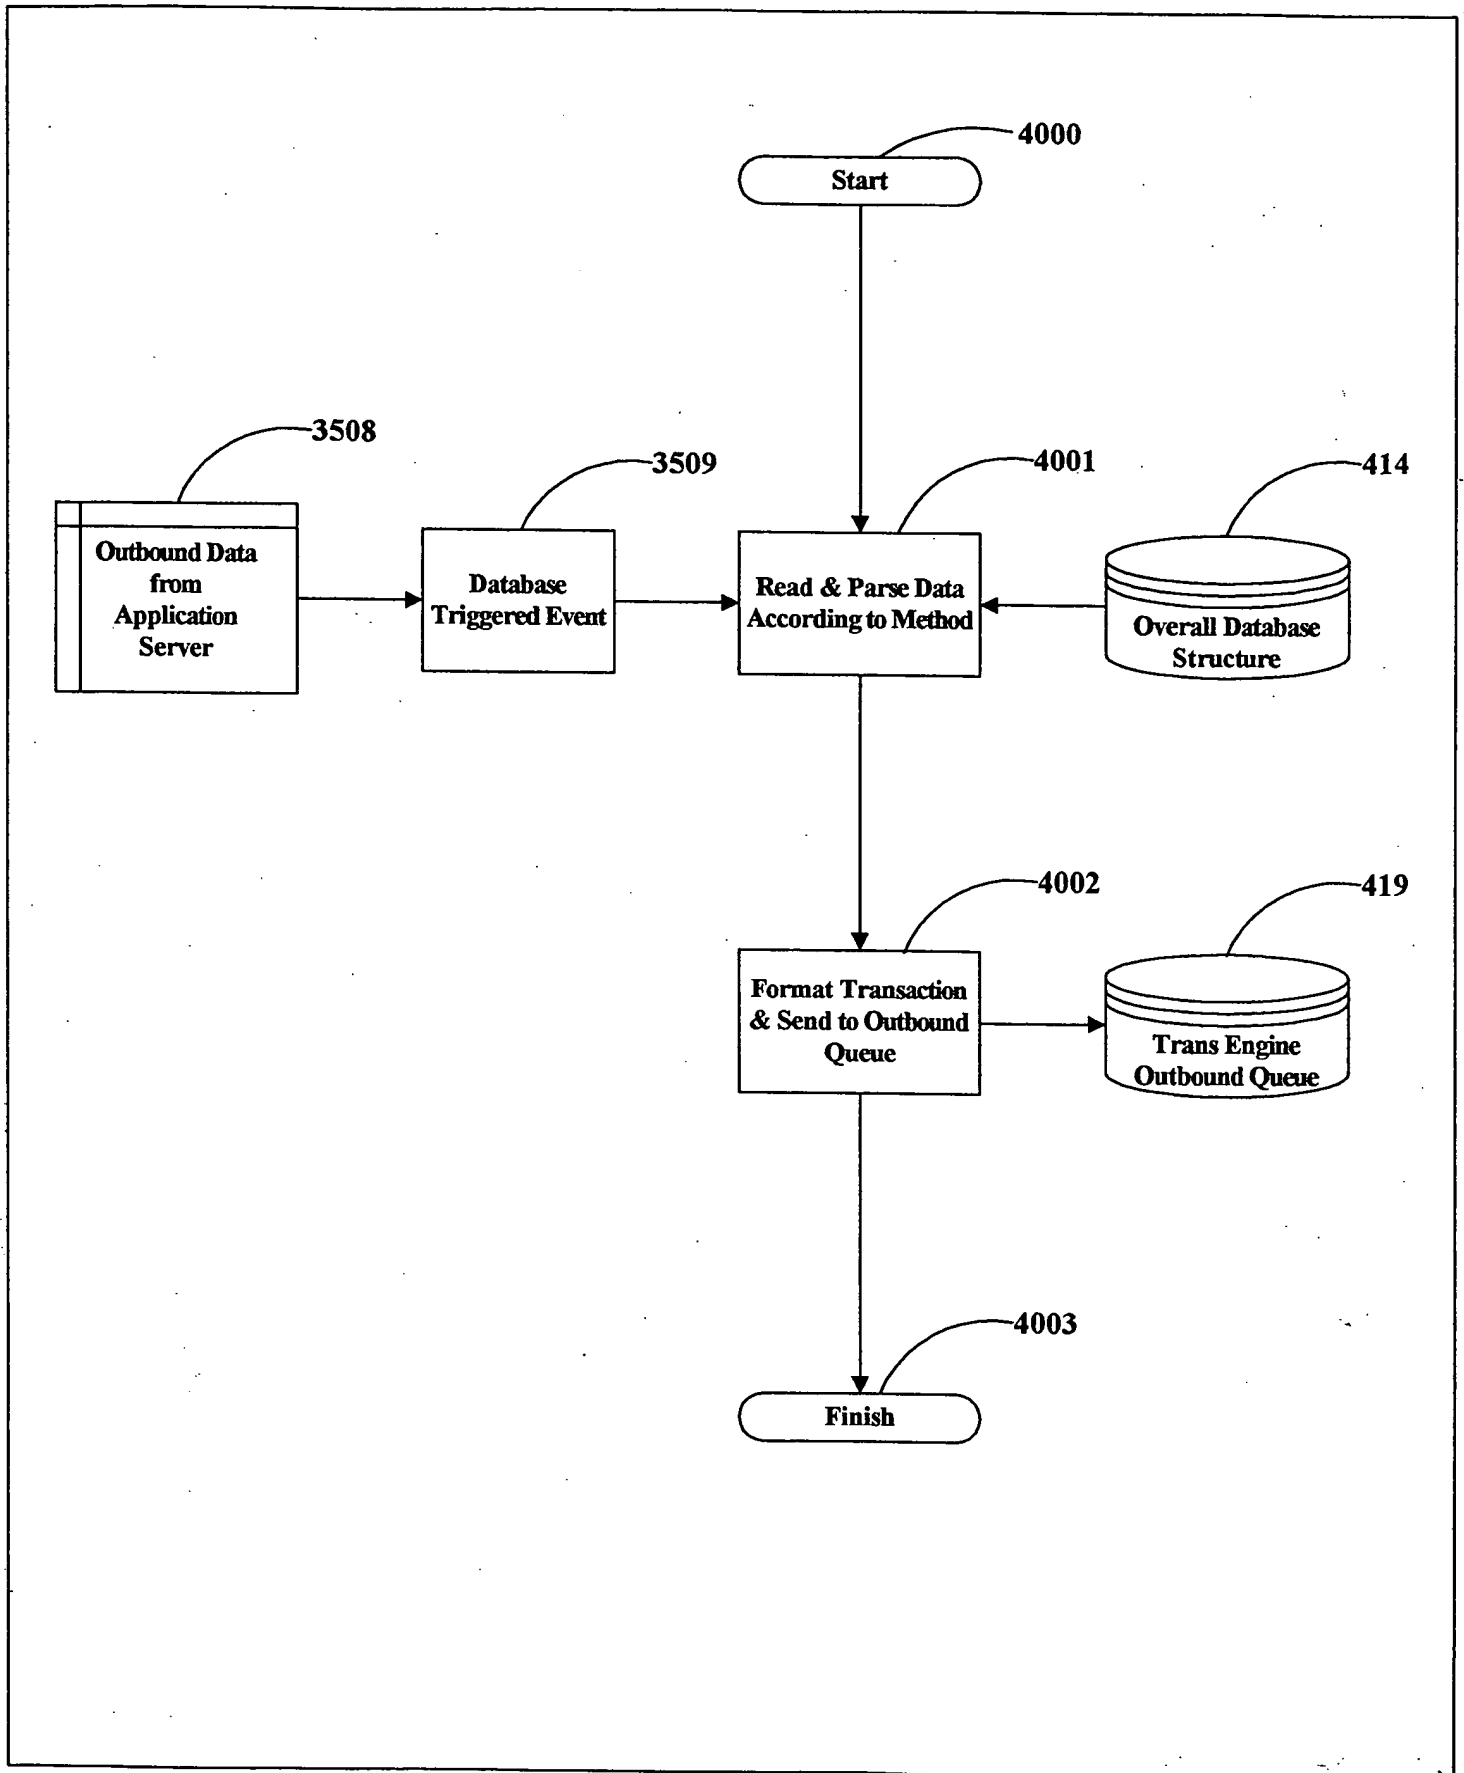 4000
Start
3508
3509
4001
414
Outbound Data
from
Application
Server
Database
Triggered Event
Read & Parse Data
According to Method
Overall Database
Structure
4002
419
Format Transaction
& Send to Outbound
Queue
Trans Engine
Outbound Queue
4003
Finish